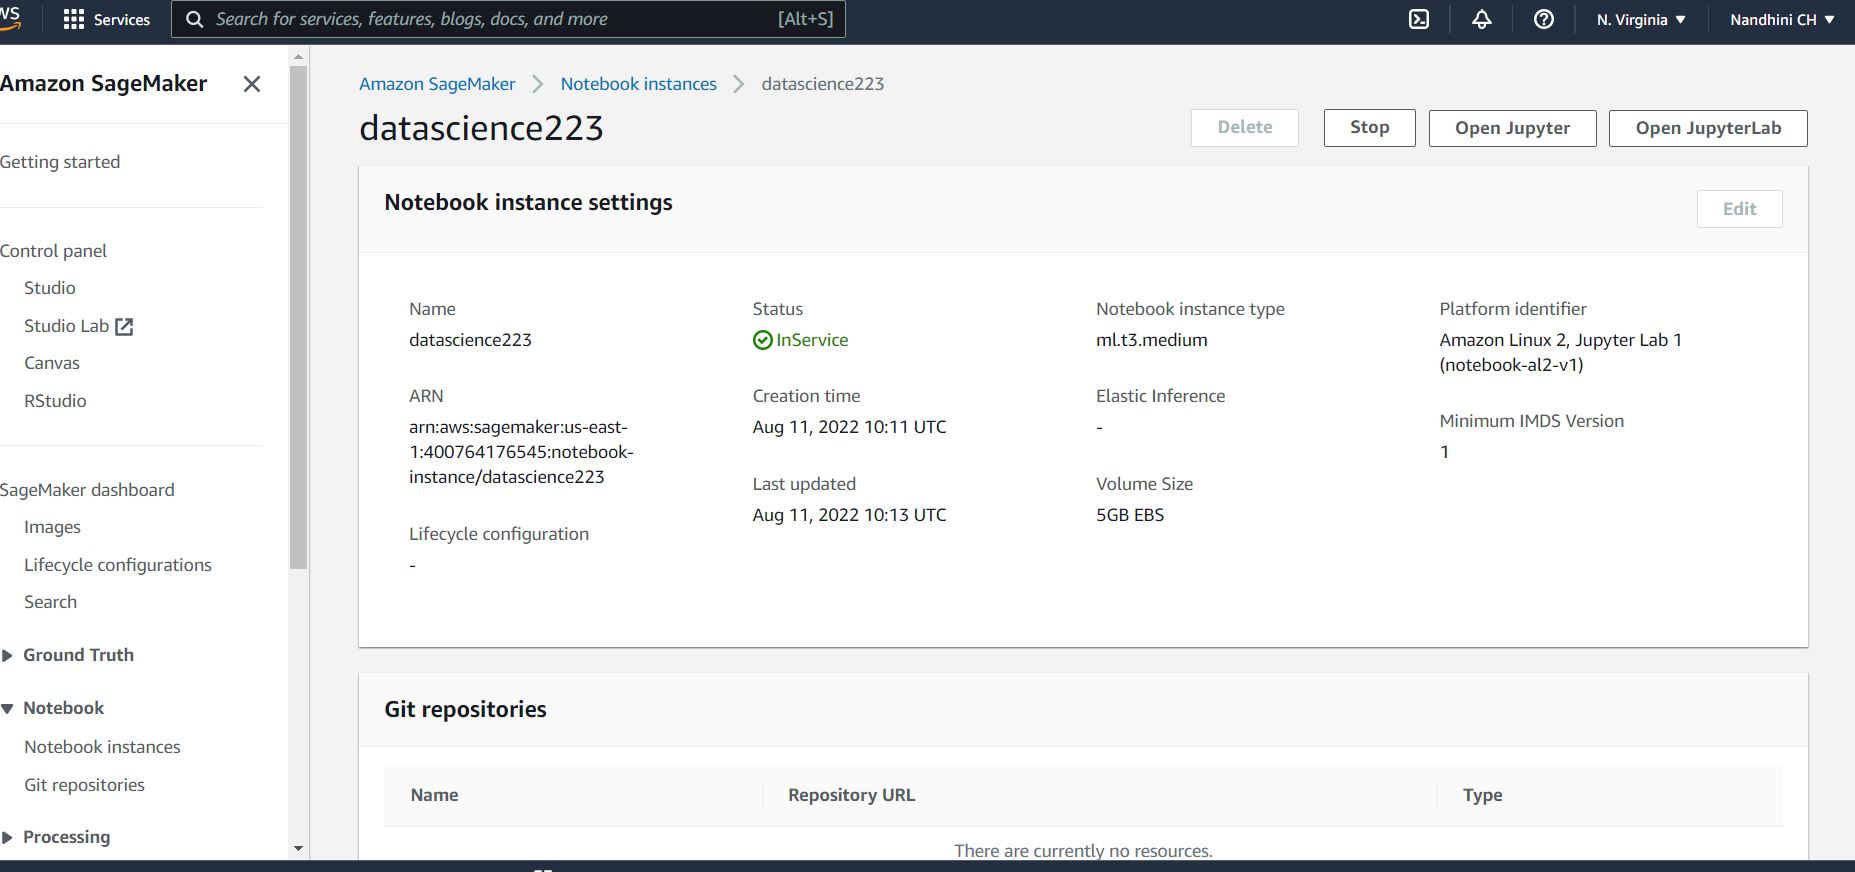 Services
Search for services, features, blogs, docs, and more [Alt+S]
N. Virginia
Nandhini CH
Amazon SageMaker
Getting started
Control panel
Studio
Studio Lab
Canvas
RStudio
SageMaker dashboard
Images
Lifecycle configurations
Search
Ground Truth
Notebook
Notebook instances
Git repositories
Processing
Amazon SageMaker > Notebook instances > datascience223
datascience223
Delete
Stop
Open Jupyter
Open JupyterLab
Notebook instance settings
Edit
Name
datascience223
ARN
arn:aws:sagemaker:us-east-
1:400764176545:notebook-
instance/datascience223
Lifecycle configuration
-
Status
InService
Creation time
Aug 11, 2022 10:11 UTC
Last updated
Aug 11, 2022 10:13 UTC
Notebook instance type
ml.t3.medium
Elastic Inference
-
Volume Size
5GB EBS
Platform identifier
Amazon Linux 2, Jupyter Lab 1
(notebook-al2-v1)
Minimum IMDS Version
1
Git repositories
Name
Repository URL
Type
There are currently no resources.